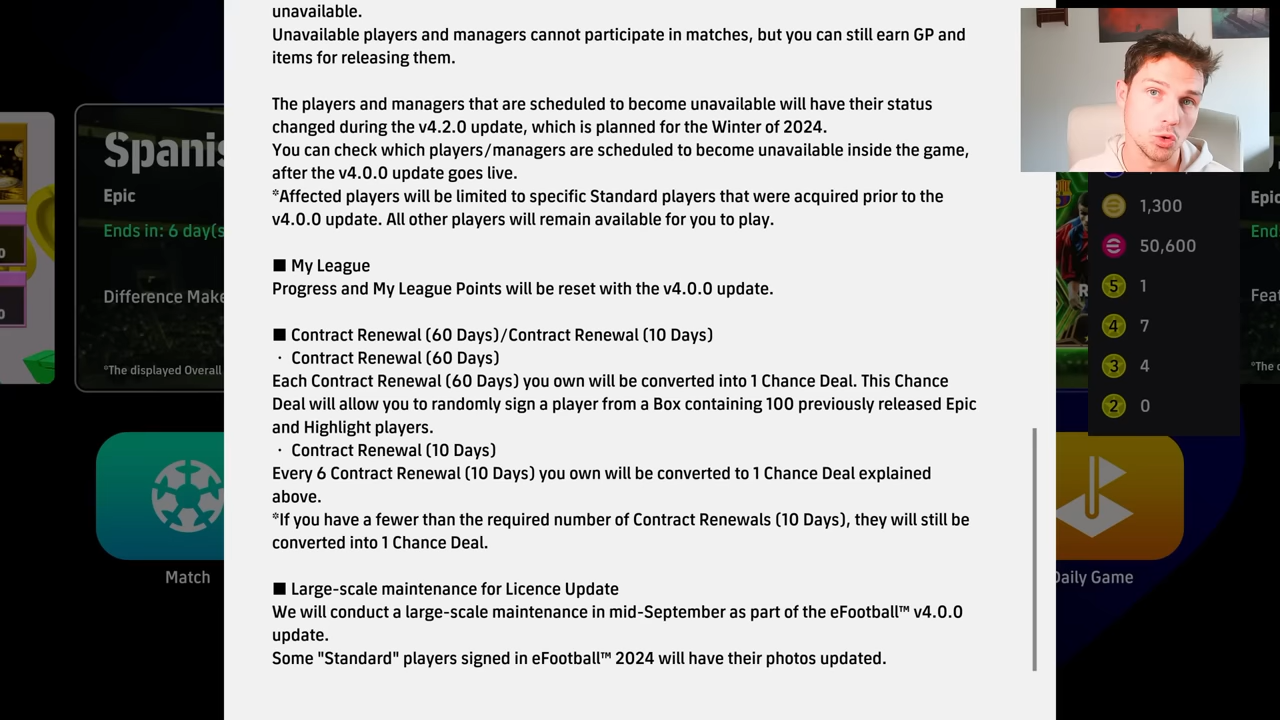 unavailable.
Unavailable players and managers cannot participate in matches, but you can still earn GP and
items for releasing them.
The players and managers that are scheduled to become unavailable will have their status
changed during the v4.2.0 update, which is planned for the Winter of 2024.
You can check which players/managers are scheduled to become unavailable inside the game,
after the v4.0.0 update goes live.
*Affected players will be limited to specific Standard players that were acquired prior to the
v4.0.0 update. All other players will remain available for you to play.
■ My League
Progress and My League Points will be reset with the v4.0.0 update.
■ Contract Renewal (60 Days)/Contract Renewal (10 Days)
・ Contract Renewal (60 Days)
Each Contract Renewal (60 Days) you own will be converted into 1 Chance Deal. This Chance
Deal will allow you to randomly sign a player from a Box containing 100 previously released Epic
and Highlight players.
・ Contract Renewal (10 Days)
Every 6 Contract Renewal (10 Days) you own will be converted to 1 Chance Deal explained
above.
*If you have a fewer than the required number of Contract Renewals (10 Days), they will still be
converted into 1 Chance Deal.
■ Large-scale maintenance for Licence Update
We will conduct a large-scale maintenance in mid-September as part of the eFootball™ v4.0.0
update.
Some "Standard" players signed in eFootball™ 2024 will have their photos updated.
Spanis
Epic
Ends in: 6 day(s
Difference Make
*The displayed Overall
Match
1,300
50,600
5 1
4 7
3 4
2 0
Epic
End
Fea
*The d
Daily Game